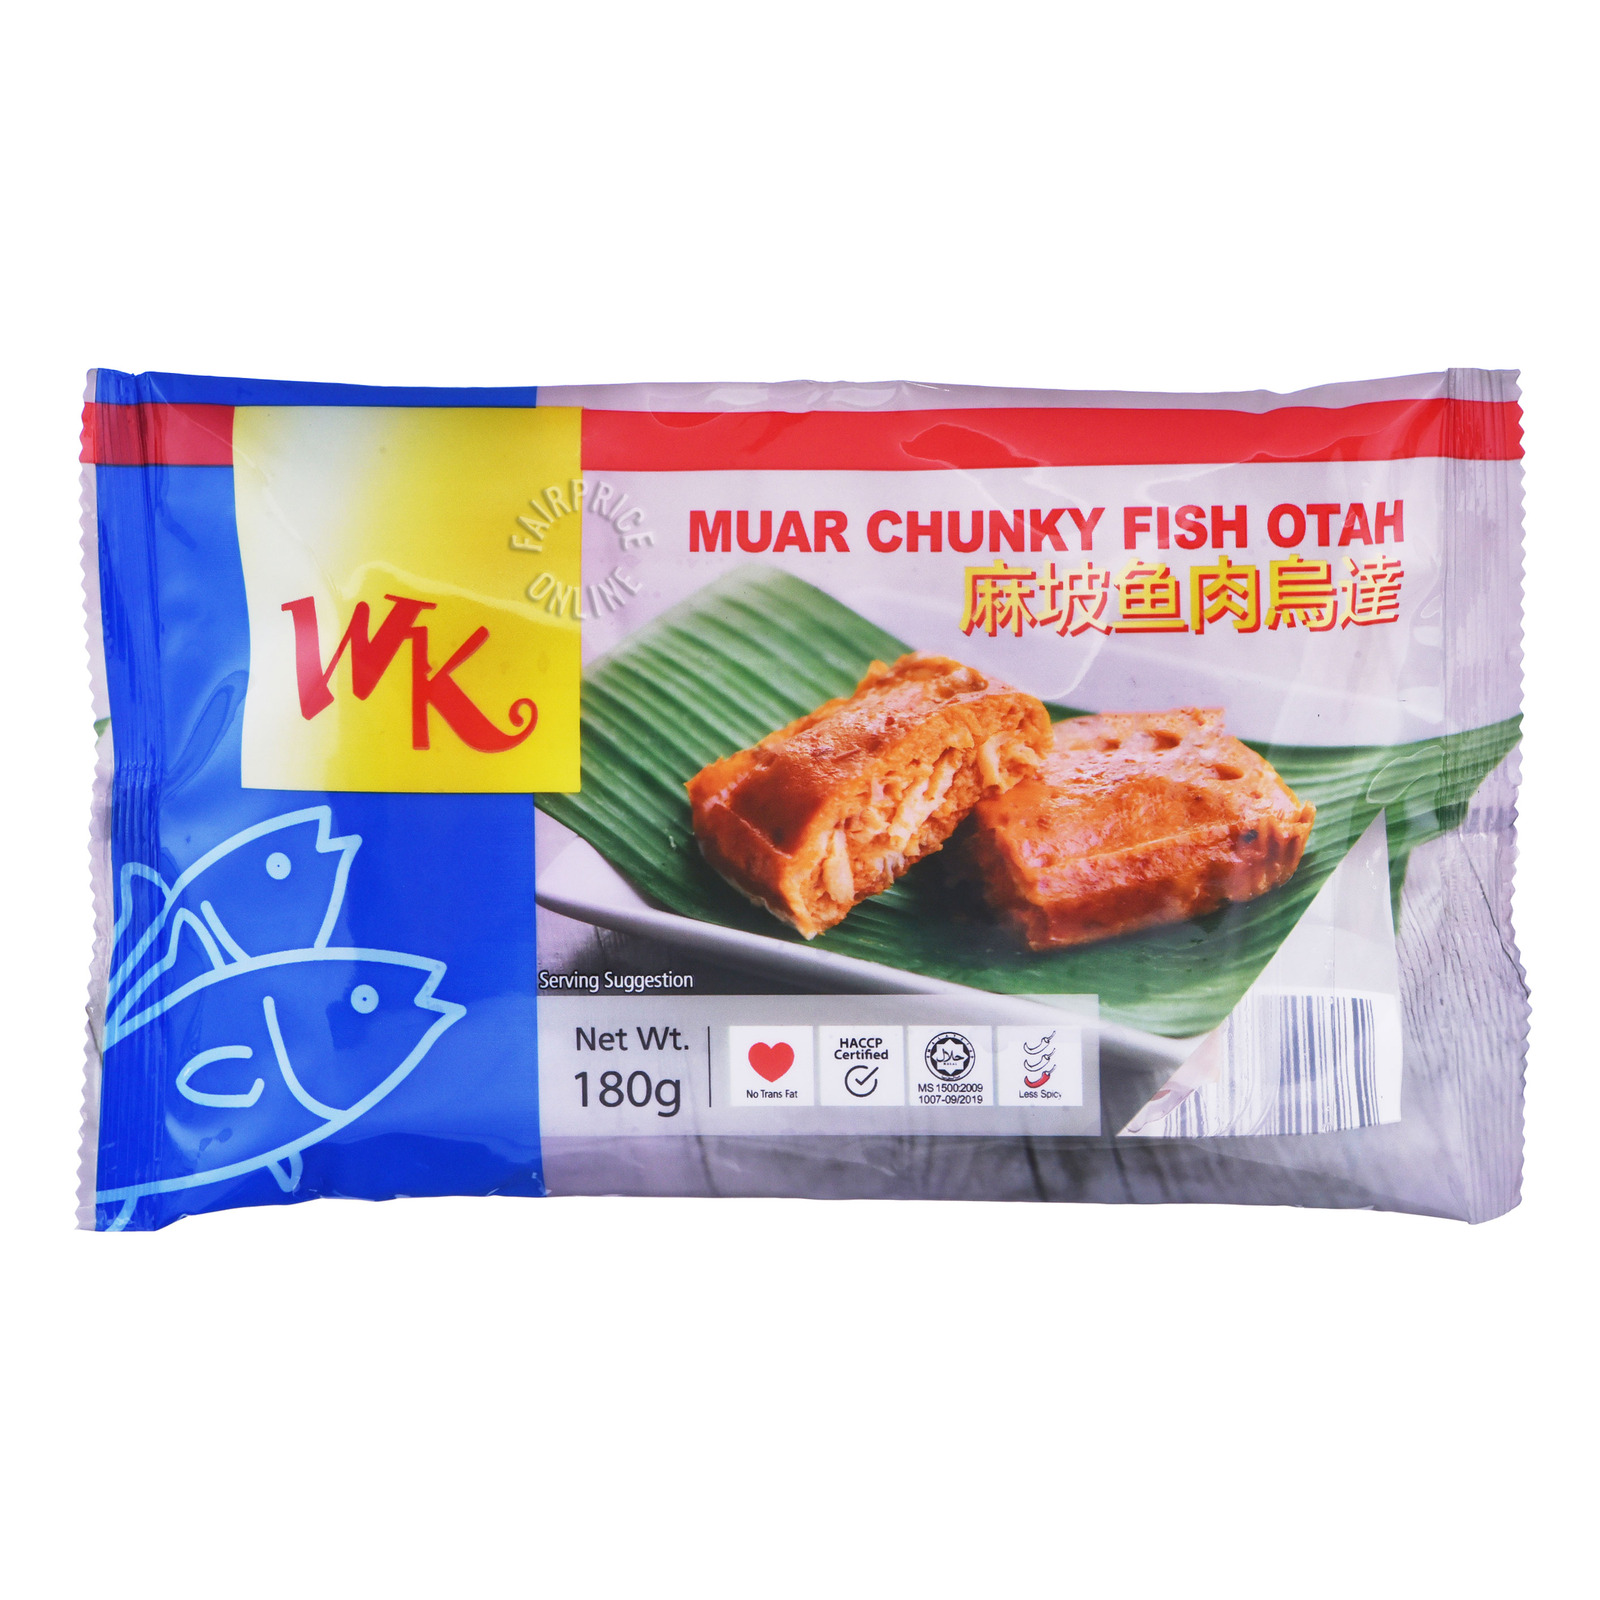 WK
FAIRPRICE
ONLINE
MUAR CHUNKY FISH OTAH
麻坡鱼肉烏達
Serving Suggestion
Net Wt.
180g
No Trans Fat
HACCP
Certified
حلال
MS 1500:2009
1007-09/2019
Less Spicy